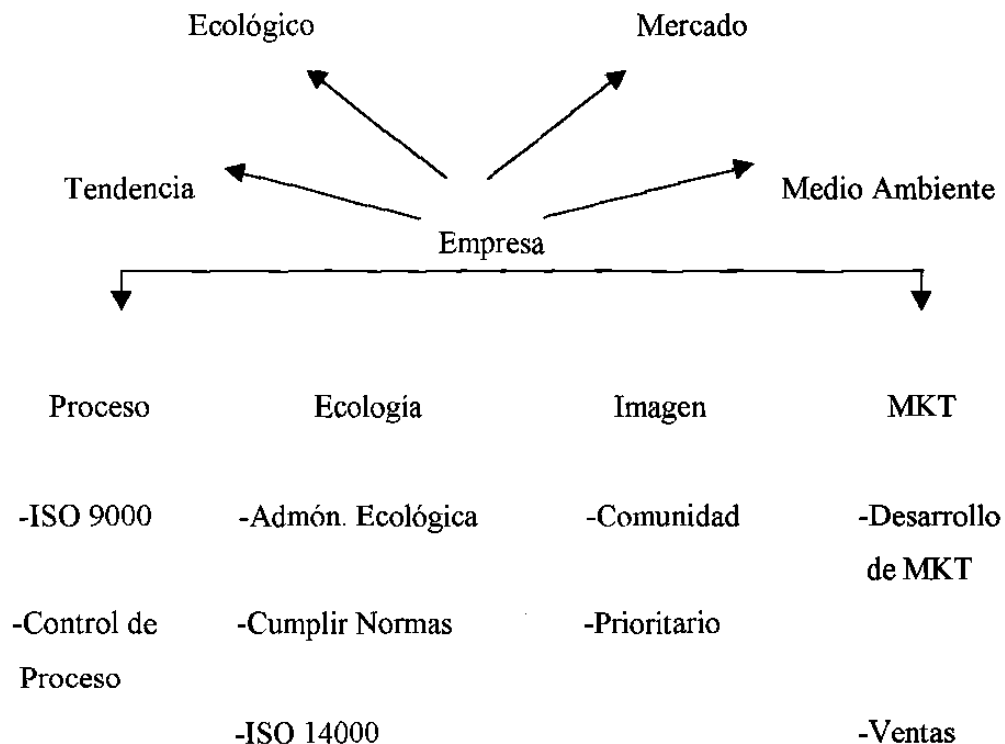 Ecológico Mercado
Tendencia Medio Ambiente
Empresa
Proceso Ecología Imagen MKT
-ISO 9000 -Admón. Ecológica -Comunidad -Desarrollo
de MKT
-Control de -Cumplir Normas -Prioritario
Proceso
-ISO 14000 -Ventas